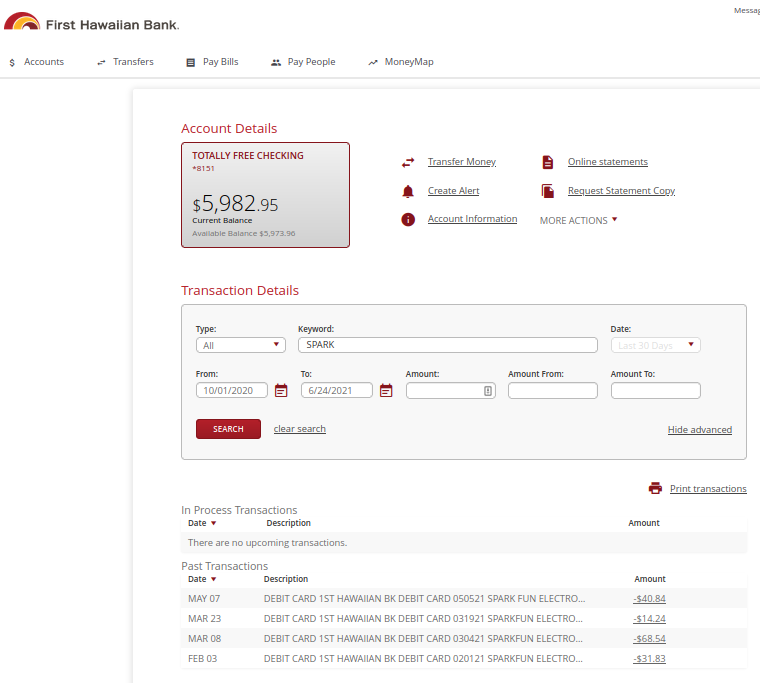 Messag
First Hawaiian Bank.
Accounts Transfers Pay Bills Pay People MoneyMap
Account Details
TOTALLY FREE CHECKING
*8151
$5,982.95
Current Balance
Available Balance $5,973.96
Transfer Money Online statements
Create Alert Request Statement Copy
Account Information MORE ACTIONS
Transaction Details
Type: Keyword: Date:
All SPARK Last 30 Days
From: To: Amount: Amount From: Amount To:
10/01/2020 6/24/2021
SEARCH clear search Hide advanced
Print transactions
In Process Transactions
Date Description Amount
There are no upcoming transactions.
Past Transactions
Date Description Amount
MAY 07 DEBIT CARD 1ST HAWAIIAN BK DEBIT CARD 050521 SPARK FUN ELECTRO... -$40.84
MAR 23 DEBIT CARD 1ST HAWAIIAN BK DEBIT CARD 031921 SPARKFUN ELECTRO... -$14.24
MAR 08 DEBIT CARD 1ST HAWAIIAN BK DEBIT CARD 030421 SPARKFUN ELECTRO... -$68.54
FEB 03 DEBIT CARD 1ST HAWAIIAN BK DEBIT CARD 020121 SPARKFUN ELECTRO... -$31.83